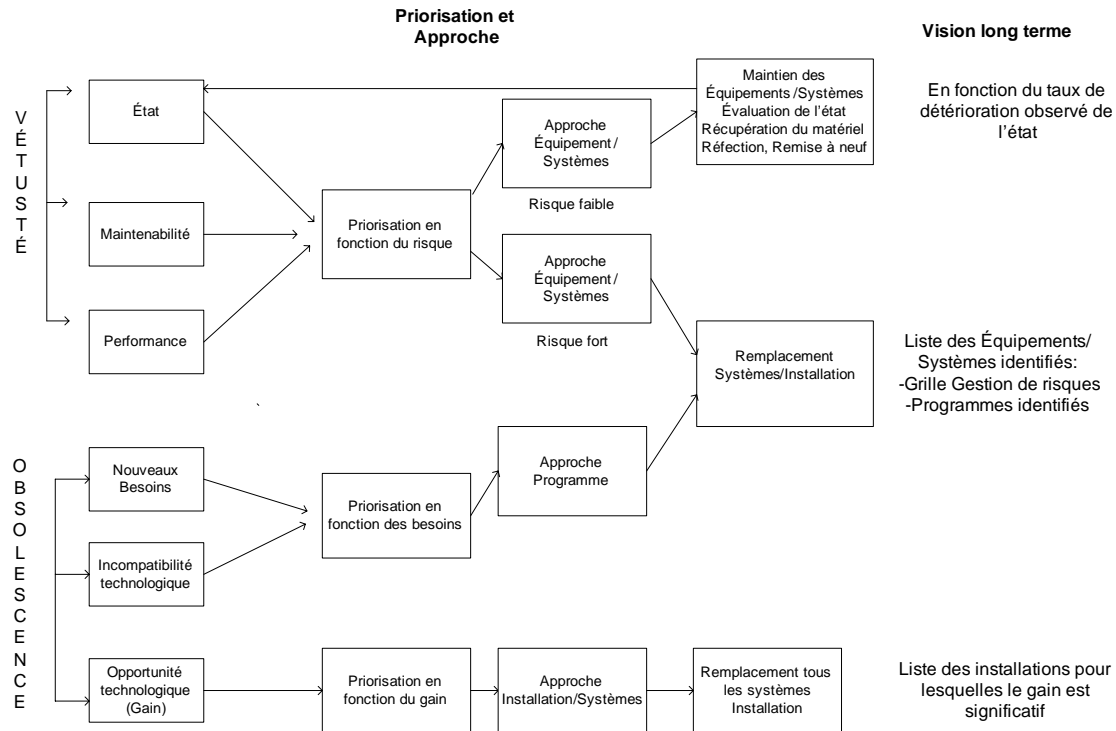 Priorisation et
Approche
Vision long terme
VÉTUSTÉ
État
Maintenabilité
Performance
Priorisation en
fonction du risque
Approche
Équipement/
Systèmes
Risque faible
Approche
Équipement/
Systèmes
Risque fort
Maintien des
Équipements/Systèmes
Évaluation de l'état
Récupération du matériel
Réfection, Remise à neuf
En fonction du taux de
détérioration observé de
l'état
Remplacement
Systèmes/Installation
Liste des Équipements/
Systèmes identifiés:
-Grille Gestion de risques
-Programmes identifiés
OBSOLESCENCE
Nouveaux
Besoins
Incompatibilité
technologique
Priorisation en
fonction des besoins
Approche
Programme
Opportunité
technologique
(Gain)
Priorisation en
fonction du gain
Approche
Installation/Systèmes
Remplacement tous
les systèmes
Installation
Liste des installations pour
lesquelles le gain est
significatif